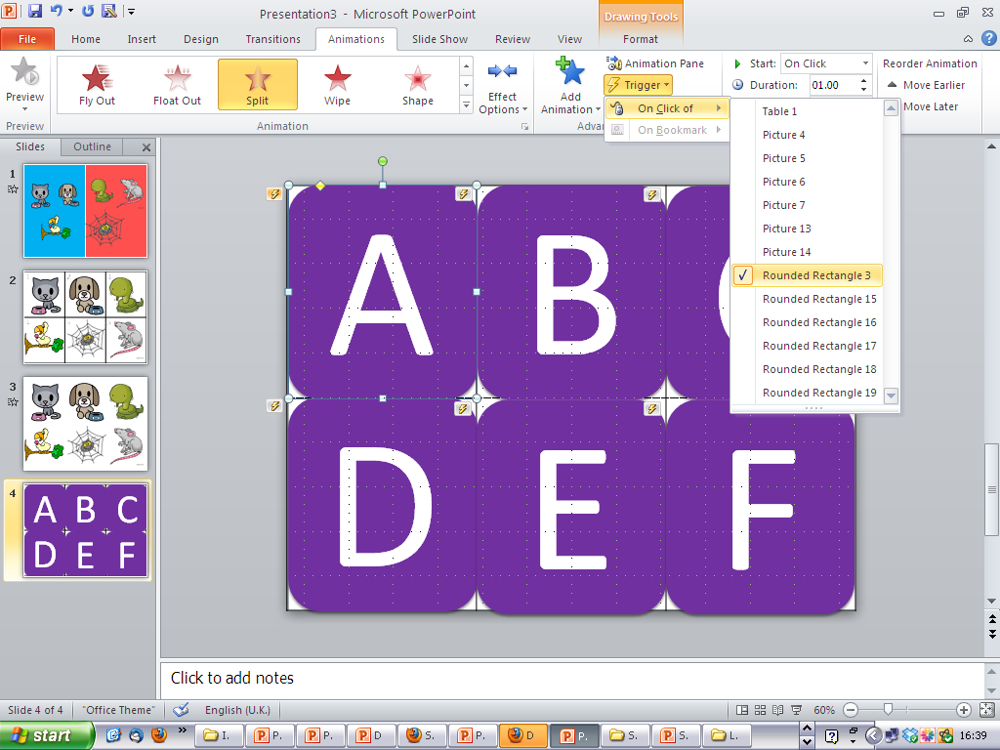 Presentation3 - Microsoft PowerPoint
Drawing Tools
File Home Insert Design Transitions Animations Slide Show Review View Format
Preview
Fly Out Float Out Split Wipe Shape
Effect Options
Add Animation
Animation Pane
Trigger
Start: On Click
Duration: 01.00
Reorder Animation
Move Earlier
Move Later
Preview
Animation
Adva
On Click of
On Bookmark
Table 1
Picture 4
Picture 5
Picture 6
Picture 7
Picture 13
Picture 14
Rounded Rectangle 3
Rounded Rectangle 15
Rounded Rectangle 16
Rounded Rectangle 17
Rounded Rectangle 18
Rounded Rectangle 19
Slides Outline
1
2
3
4
A B C
D E F
A B
D E F
Click to add notes
Slide 4 of 4 "Office Theme" English (U.K.) 60%
start I. P. P. D S. P. D P. S. S. L. 16:39